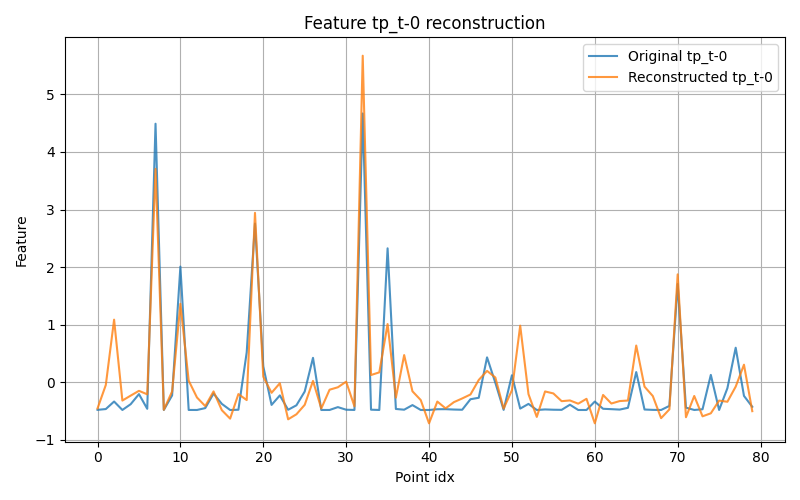 Feature tp_t-0 reconstruction
Original tp_t-0
Reconstructed tp_t-0
Feature
5
4
3
2
1
0
−1
0 10 20 30 40 50 60 70 80
Point idx